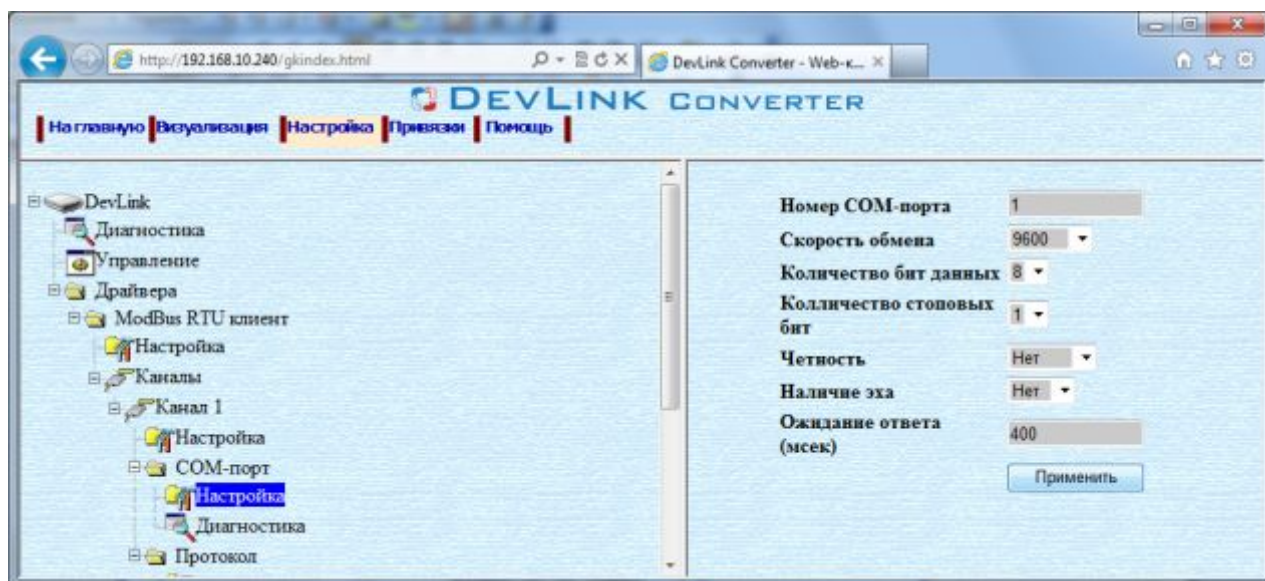 http://192.168.10.240/gkindex.html
DevLink Converter - Web-к...
DEVLINK CONVERTER
На главную Визуализация Настройка Привязки Помощь
DevLink
Диагностика
Управление
Драйвера
ModBus RTU клиент
Настройка
Каналы
Канал 1
Настройка
COM-порт
Настройка
Диагностика
Протокол
Номер COM-порта 1
Скорость обмена 9600
Количество бит данных 8
Колличество стоповых
бит 1
Четность Нет
Наличие эха Нет
Ожидание ответа
(мсек) 400
Применить